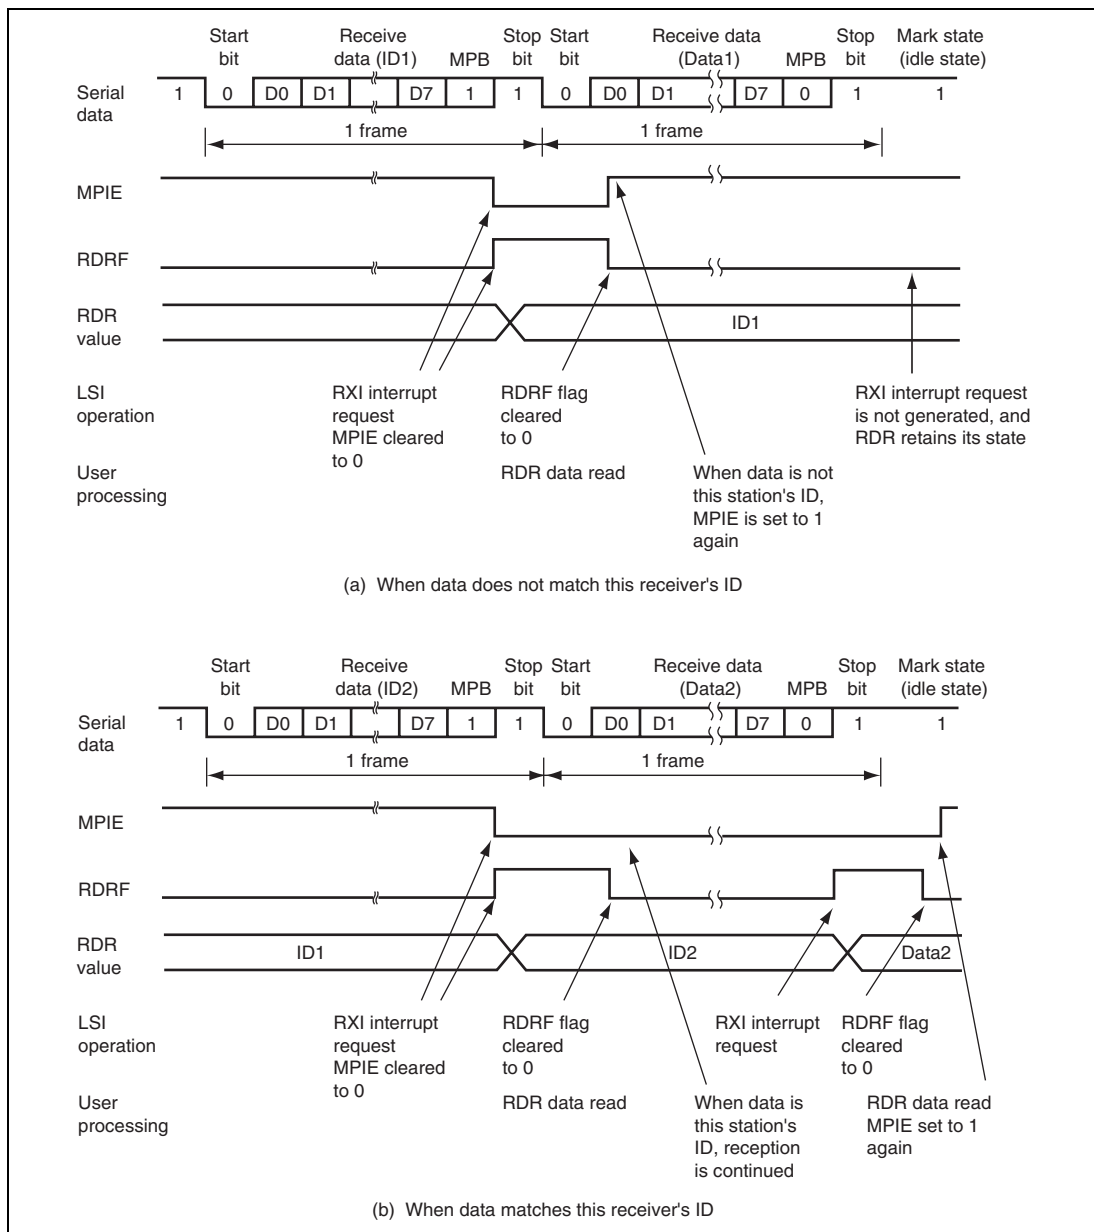 Start bit Receive data (ID1) MPB Stop bit Start bit Receive data (Data1) MPB Stop bit Mark state (idle state)
Serial data 1 0 D0 D1 D7 1 1 0 D0 D1 D7 0 1 1
1 frame 1 frame
MPIE
RDRF
RDR value ID1
LSI operation
RXI interrupt request MPIE cleared to 0
RDRF flag cleared to 0
RXI interrupt request is not generated, and RDR retains its state
User processing
RDR data read
When data is not this station's ID, MPIE is set to 1 again
(a) When data does not match this receiver's ID
Start bit Receive data (ID2) MPB Stop bit Start bit Receive data (Data2) MPB Stop bit Mark state (idle state)
Serial data 1 0 D0 D1 D7 1 1 0 D0 D1 D7 0 1 1
1 frame 1 frame
MPIE
RDRF
RDR value ID1 ID2 Data2
LSI operation
RXI interrupt request MPIE cleared to 0
RDRF flag cleared to 0
RXI interrupt request
RDRF flag cleared to 0
User processing
RDR data read
When data is this station's ID, reception is continued
RDR data read MPIE set to 1 again
(b) When data matches this receiver's ID